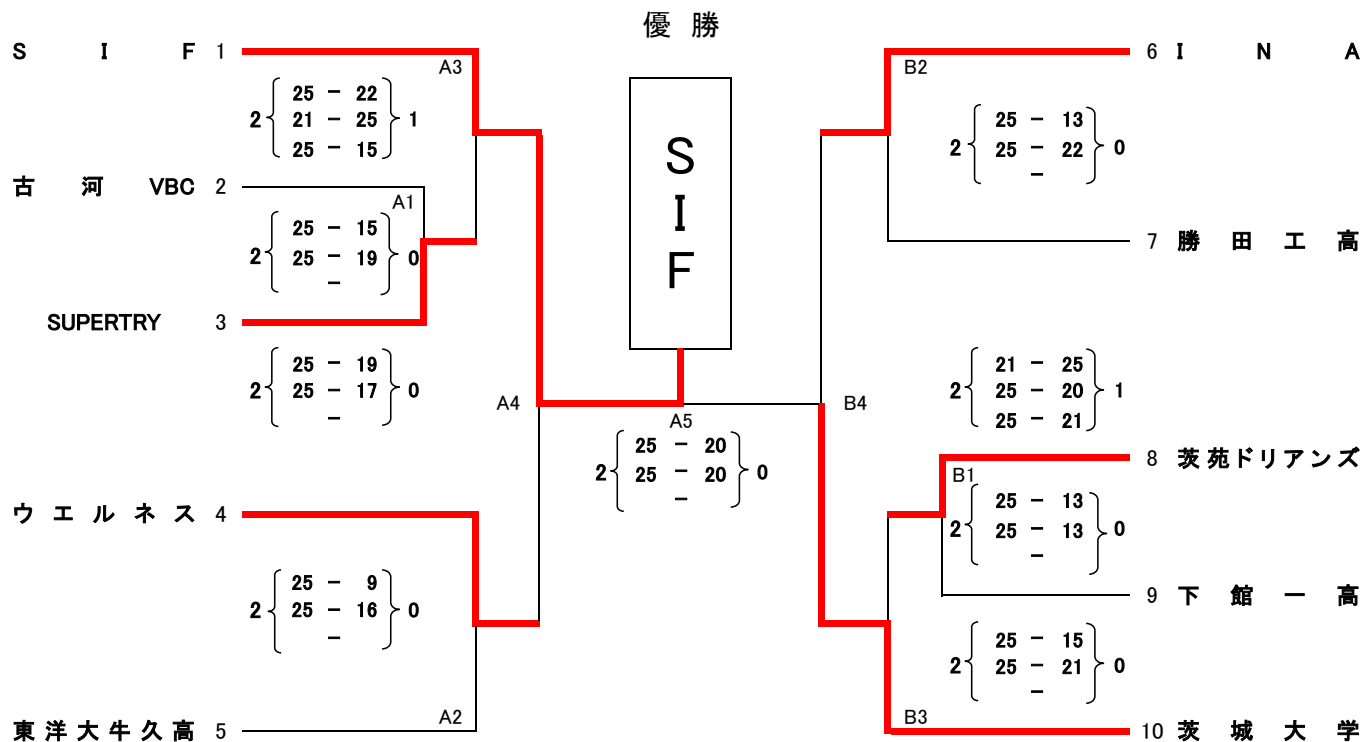 優 勝
S I F 1
A3
2 25 - 22 1
21 - 25
25 - 15
古 河 VBC 2
A1
2 25 - 15 0
25 - 19
-
SUPERTRY 3
2 25 - 19 0
25 - 17
-
A4
ウ エ ル ネ ス 4
2 25 - 9 0
25 - 16
-
東 洋 大 牛 久 高 5
A2
S
I
F
A5
2 25 - 20 0
25 - 20
-
6 I N A
B2
2 25 - 13 0
25 - 22
-
7 勝 田 工 高
2 21 - 25 1
25 - 20
25 - 21
B4
8 茨 苑 ド リ ア ン ズ
B1
2 25 - 13 0
25 - 13
-
9 下 館 一 高
2 25 - 15 0
25 - 21
-
B3
10 茨 城 大 学